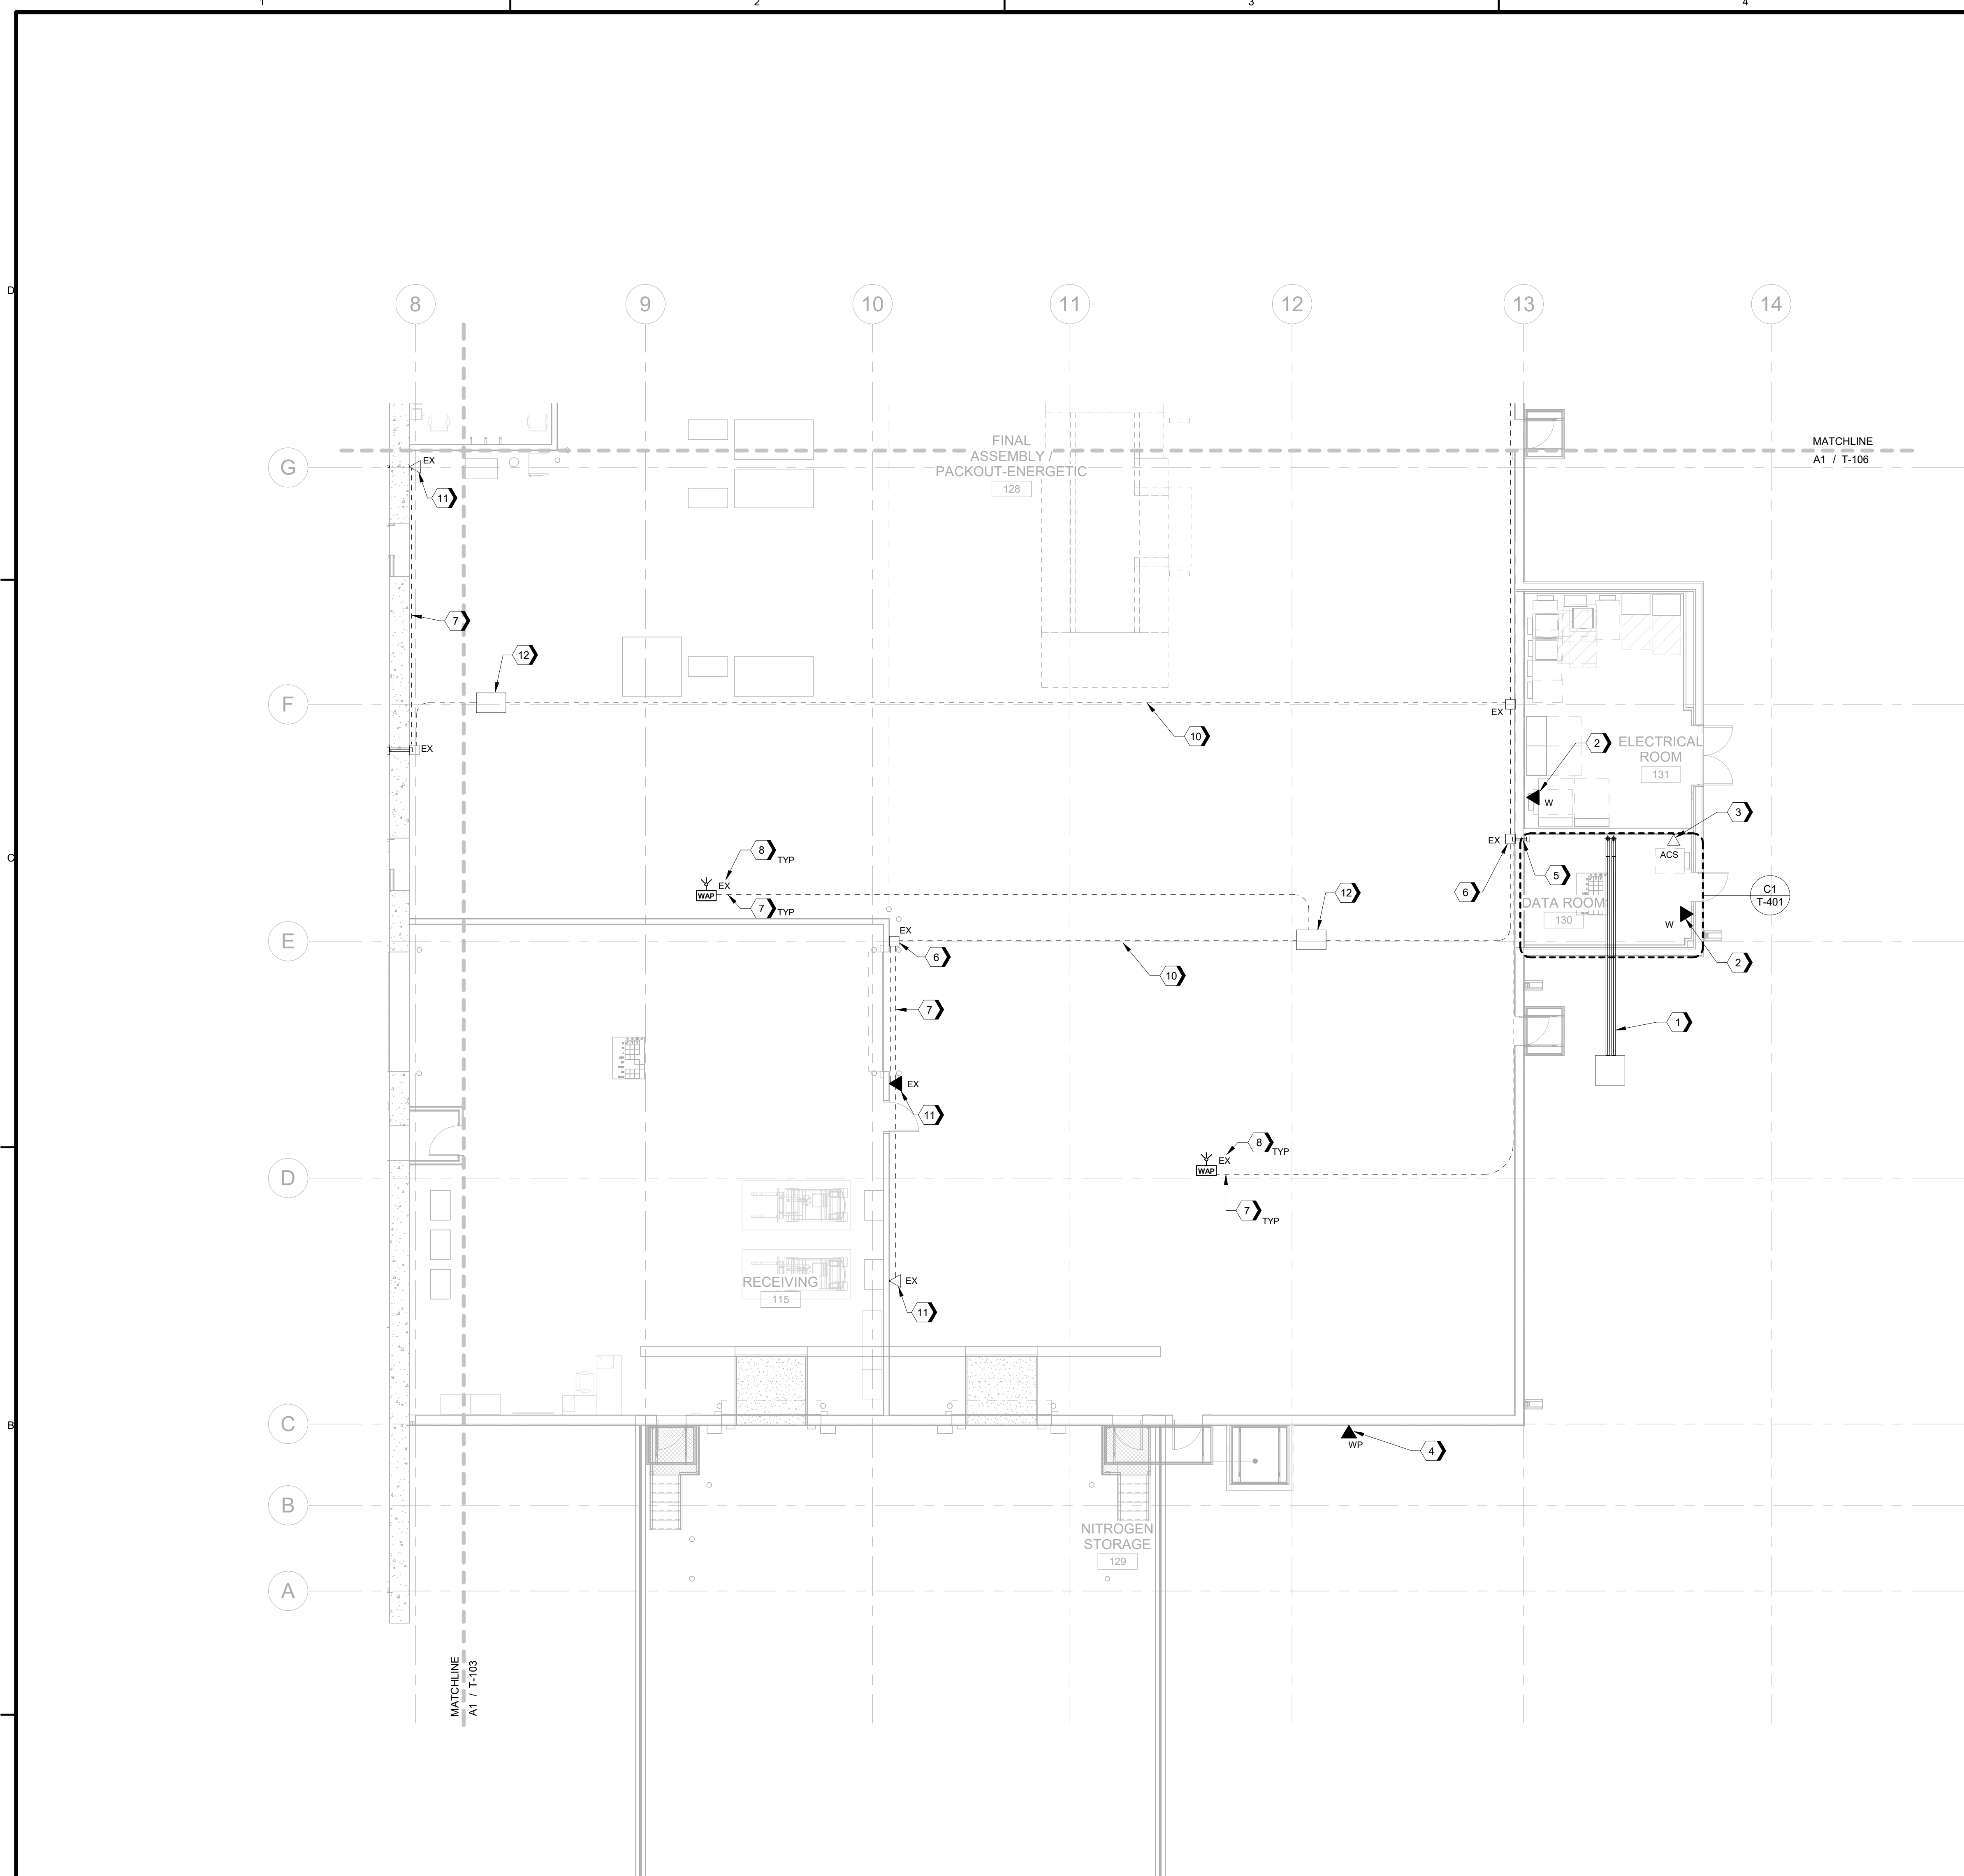 1 2 3 4
D
8 9 10 11 12 13 14
FINAL
ASSEMBLY /
PACKOUT-ENERGETIC
128
MATCHLINE
A1 / T-106
G
EX
11
7
12
F
EX
10
EX
ELECTRICAL
ROOM
131
2
W
3
ACS
C
8
TYP
EX
WAP
7
TYP
12
EX
6
5
C1
T-401
DATA ROOM
130
W
2
E
EX
6
10
7
1
EX
11
8
TYP
EX
WAP
D
7
TYP
EX
11
RECEIVING
115
C
B
WP
4
B
NITROGEN
STORAGE
129
A
MATCHLINE
A1 / T-103